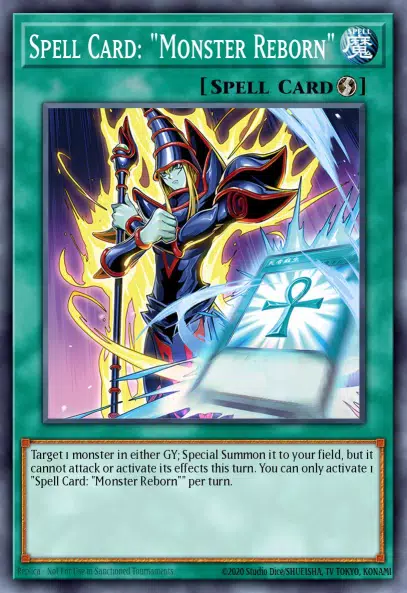 Spell Card: "Monster Reborn"
SPELL
魔
[Spell Card]
Target 1 monster in either GY; Special Summon it to your field, but it
cannot attack or activate its effects this turn. You can only activate 1
"Spell Card: "Monster Reborn"" per turn.
Replica - Not For Use in Sanctioned Tournaments
©2020 Studio Dice/SHUEISHA, TV TOKYO, KONAMI